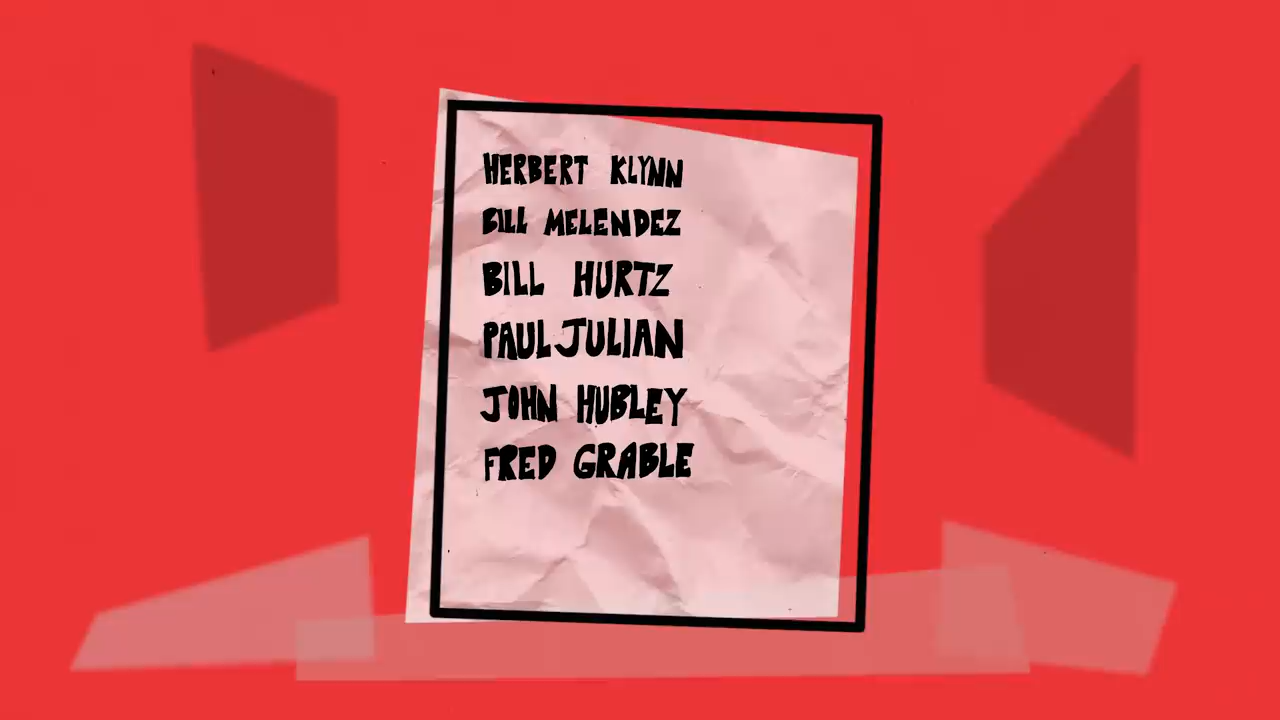 HERBERT KLYNN
BILL MELENDEZ
BILL HURTZ
PAUL JULIAN
JOHN HUBLEY
FRED GRABLE